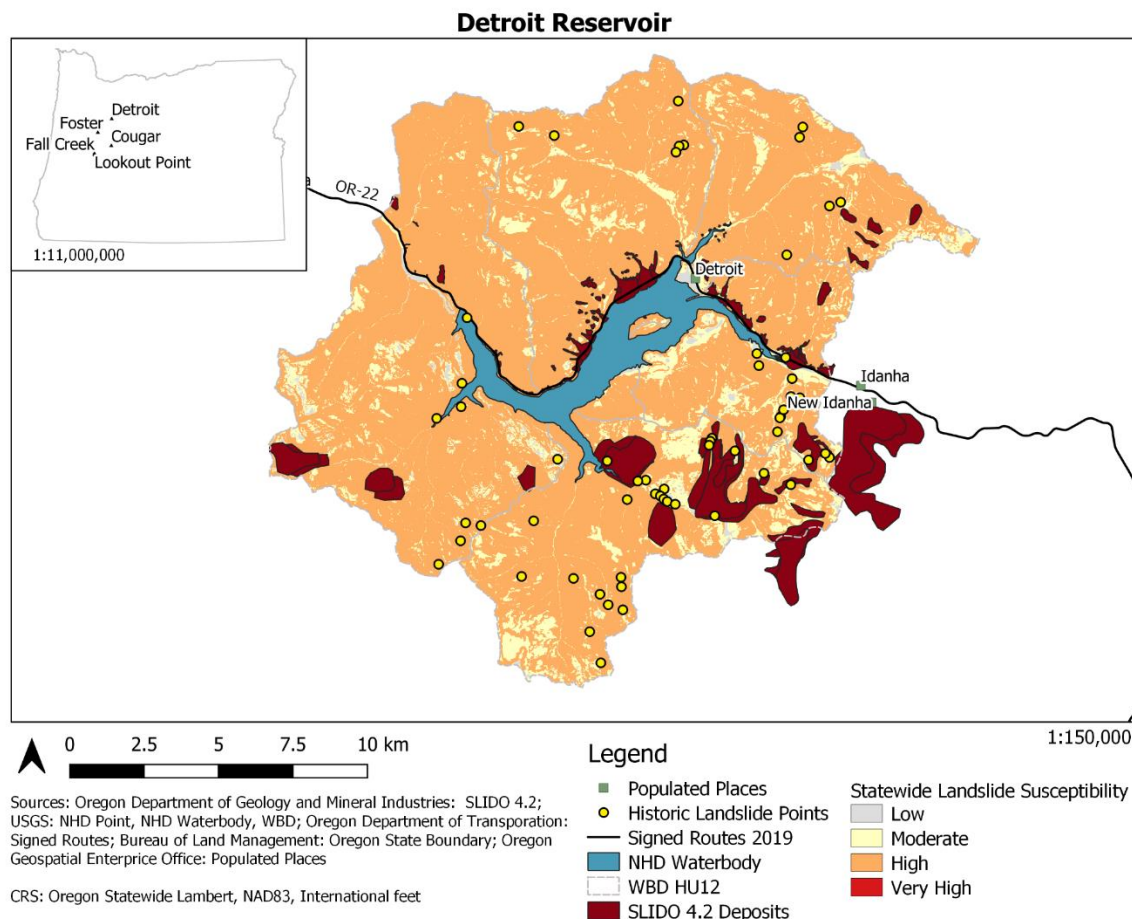 Detroit Reservoir
Detroit
Foster
Cougar
Fall Creek
Lookout Point
1:11,000,000
OR-22
Detroit
Idanha
New Idanha
1:150,000
0 2.5 5 7.5 10 km
Sources: Oregon Department of Geology and Mineral Industries: SLIDO 4.2;
USGS: NHD Point, NHD Waterbody, WBD; Oregon Department of Transporation:
Signed Routes; Bureau of Land Management: Oregon State Boundary; Oregon
Geospatial Enterprice Office: Populated Places
CRS: Oregon Statewide Lambert, NAD83, International feet
Legend
Populated Places
Historic Landslide Points
Signed Routes 2019
NHD Waterbody
WBD HU12
SLIDO 4.2 Deposits
Statewide Landslide Susceptibility
Low
Moderate
High
Very High